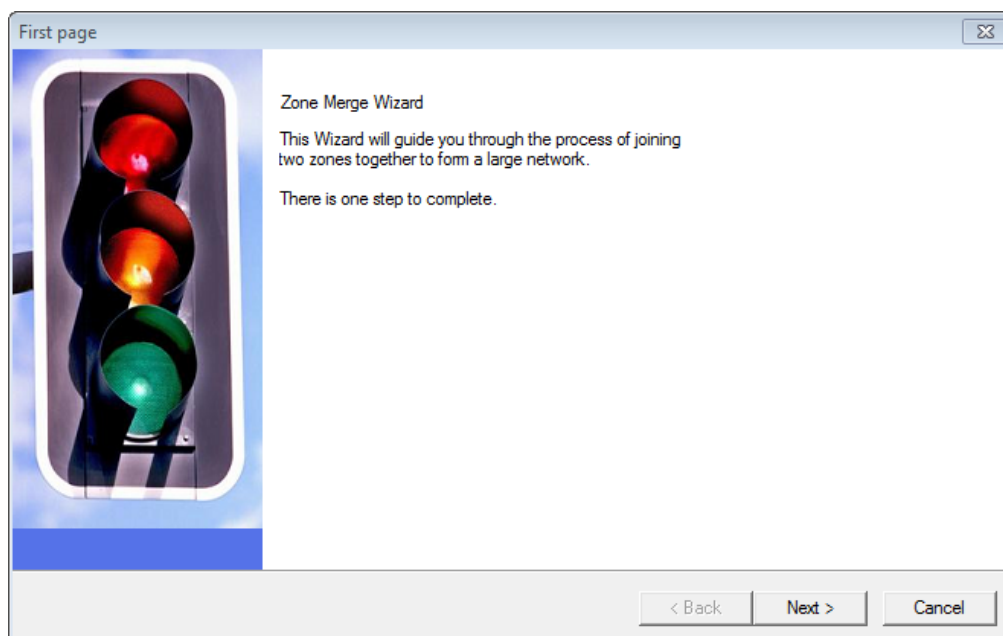 First page
Zone Merge Wizard
This Wizard will guide you through the process of joining
two zones together to form a large network.
There is one step to complete.
< Back
Next >
Cancel